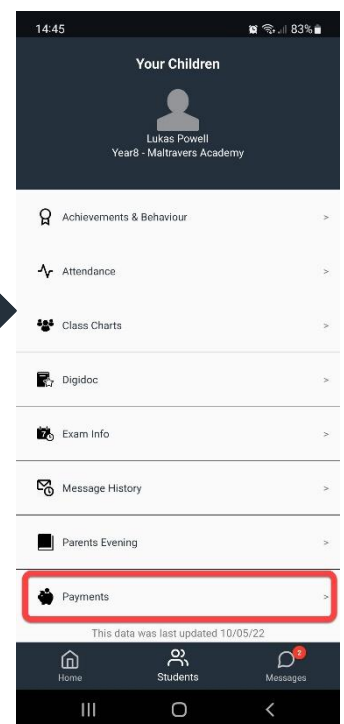 14:45 83%
Your Children
Lukas Powell
Year8 - Maltravers Academy
Achievements & Behaviour >
Attendance >
Class Charts >
Digidoc >
7
Exam Info >
Message History >
Parents Evening >
Payments >
This data was last updated 10/05/22
2
Home Students Messages